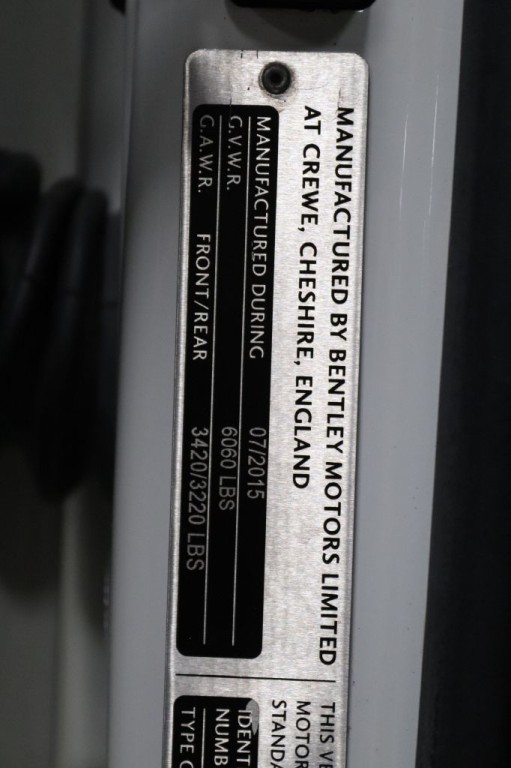 MANUFACTURED BY BENTLEY MOTORS LIMITED
AT CREWE, CHESHIRE, ENGLAND
MANUFACTURED DURING 07/2015
G.V.W.R. 6060 LBS
G.A.W.R. FRONT/REAR 3420/3220 LBS
THIS VE
MOTOR
STANDA
IDENT
NUMB
TYPE